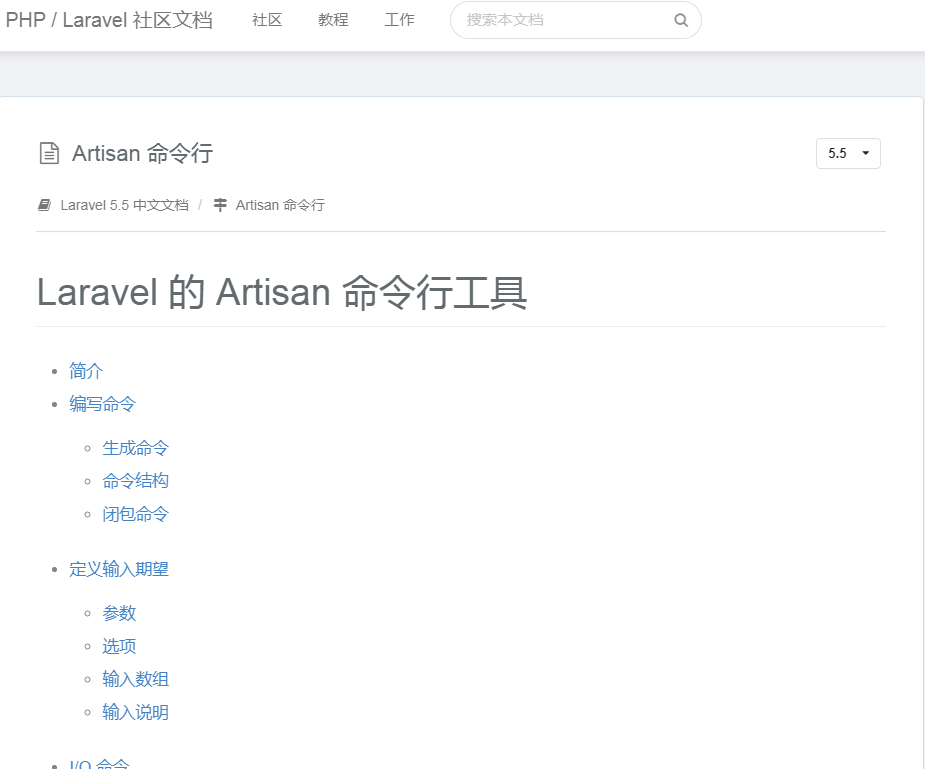 PHP / Laravel 社区文档 社区 教程 工作 搜索本文档
Artisan 命令行 5.5
Laravel 5.5 中文文档 / Artisan 命令行
Laravel 的 Artisan 命令行工具
简介
编写命令
生成命令
命令结构
闭包命令
定义输入期望
参数
选项
输入数组
输入说明
I/O 命令